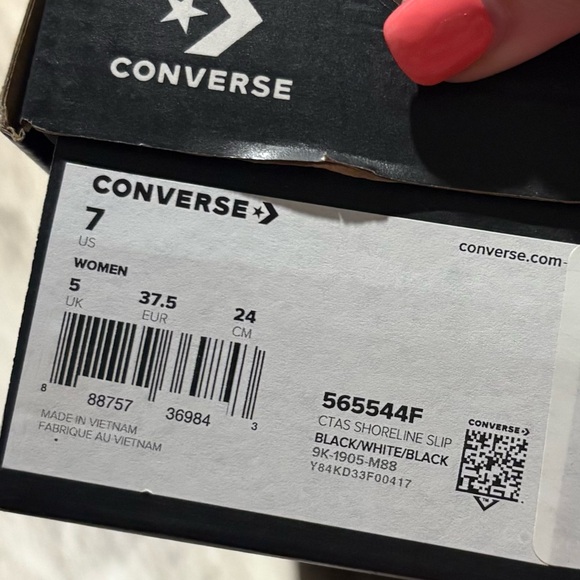 CONVERSE
CONVERSE
converse.com
7
US
WOMEN
5 37.5 24
UK EUR CM
8 88757 36984 3
MADE IN VIETNAM
FABRIQUE AU VIETNAM
565544F
CTAS SHORELINE SLIP
BLACK/WHITE/BLACK
9K-1905-M88
Y84KD33F00417
CONVERSE